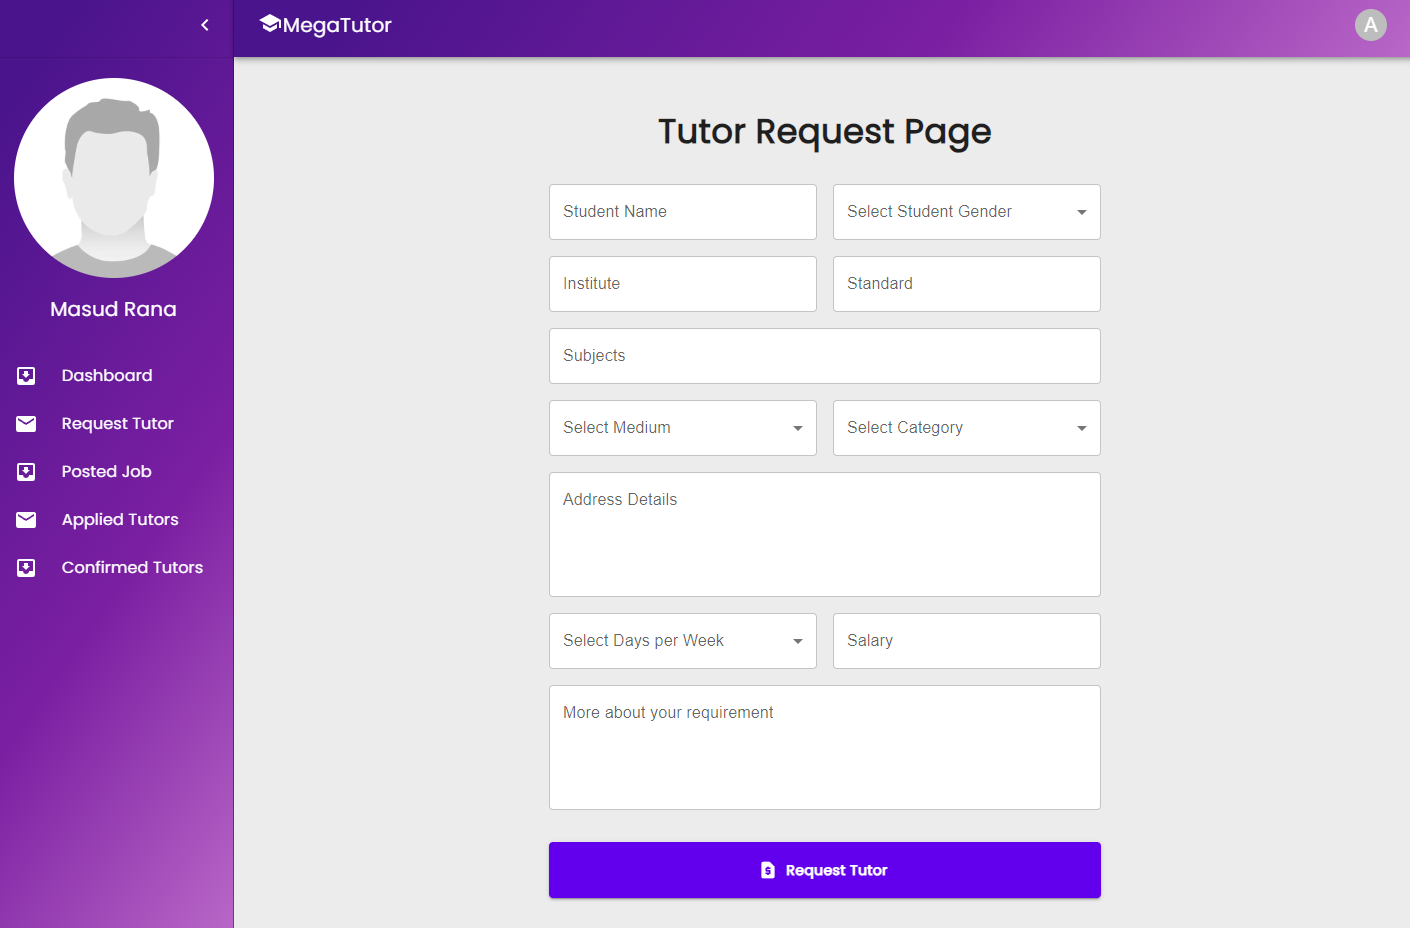 MegaTutor
A
Masud Rana
Dashboard
Request Tutor
Posted Job
Applied Tutors
Confirmed Tutors
Tutor Request Page
Student Name
Select Student Gender
Institute
Standard
Subjects
Select Medium
Select Category
Address Details
Select Days per Week
Salary
More about your requirement
Request Tutor